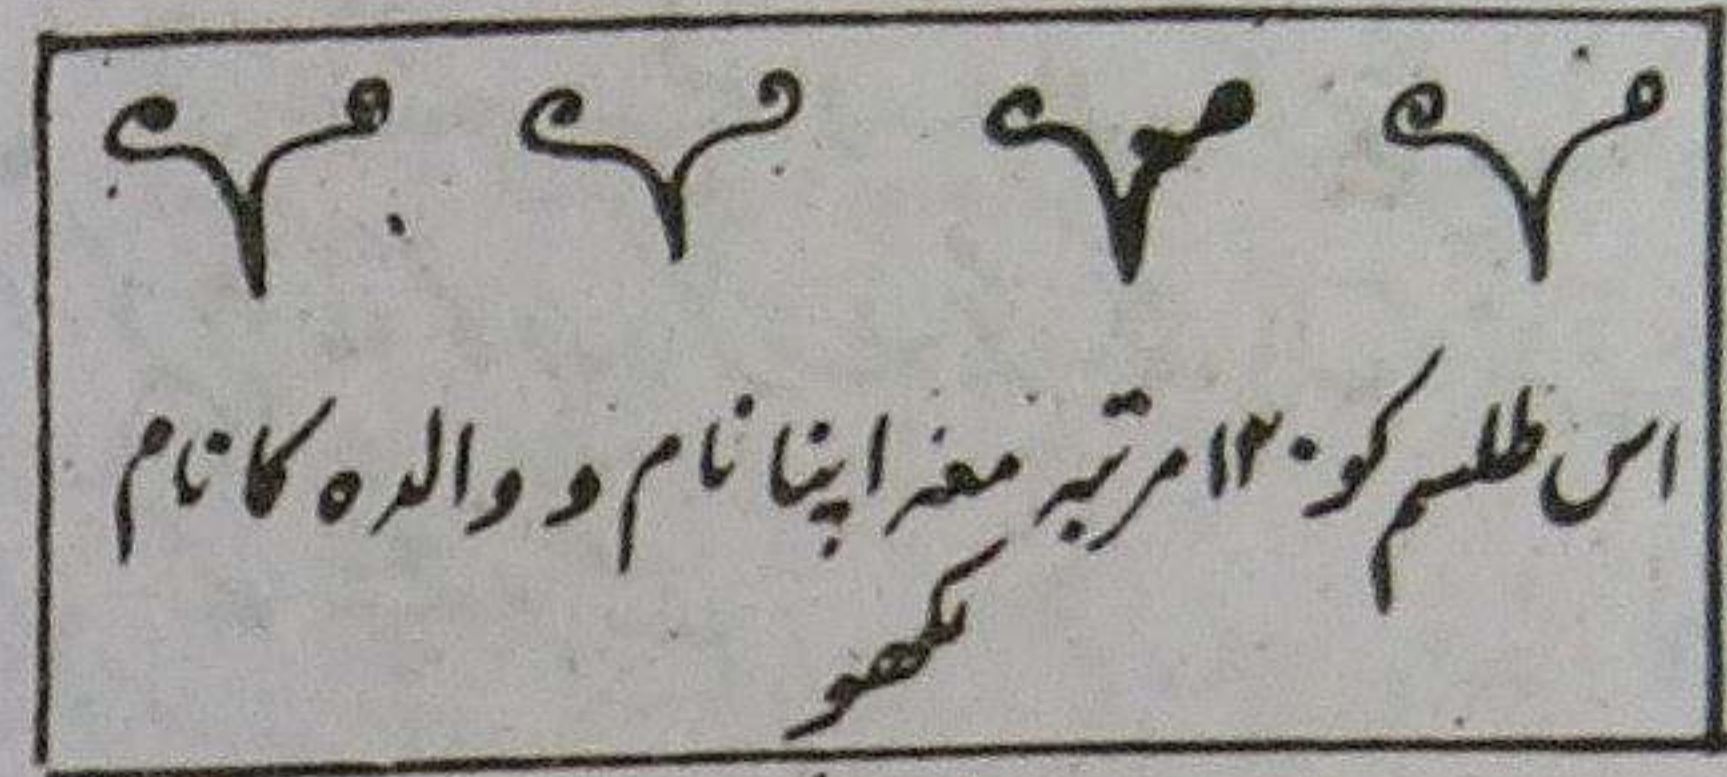 اس طلسم کو ۱۲۰ مرتبہ معہ اپنا نام و والدہ کا نام
لکھو